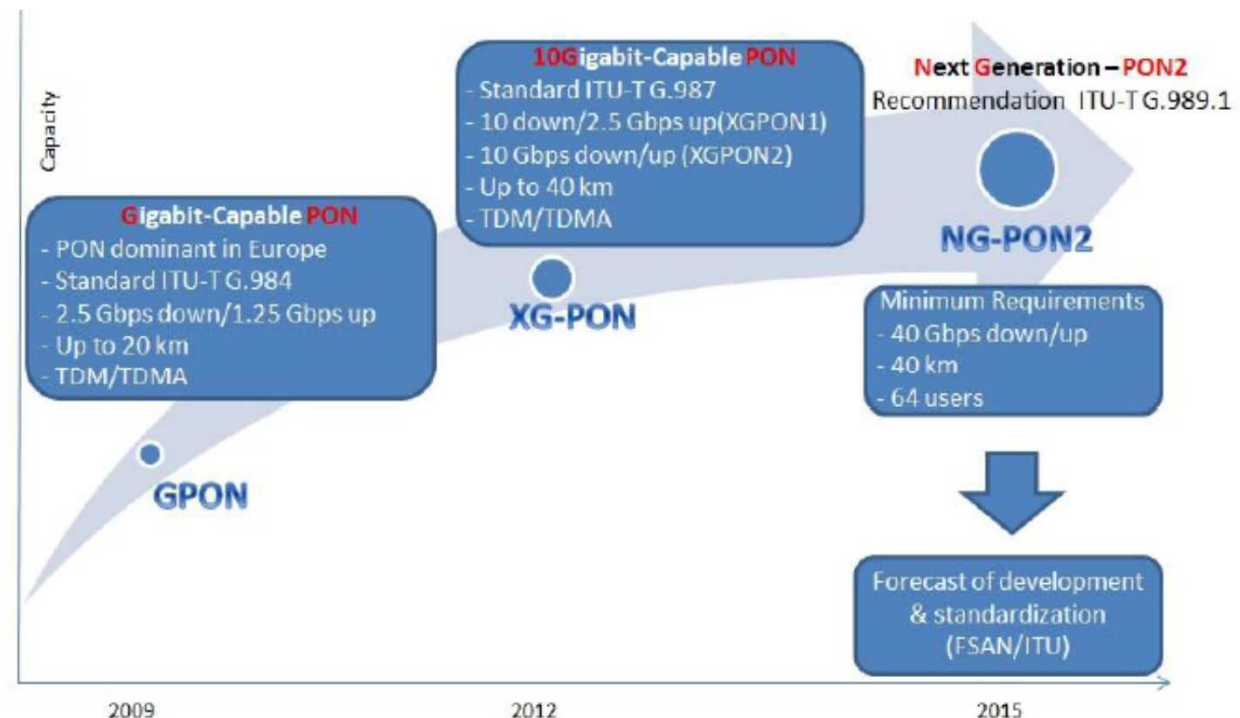 Capacity
Gigabit-Capable PON
- PON dominant in Europe
- Standard ITU-T G.984
- 2.5 Gbps down/1.25 Gbps up
- Up to 20 km
- TDM/TDMA
GPON
10Gigabit-Capable PON
- Standard ITU-T G.987
- 10 down/2.5 Gbps up(XGPON1)
- 10 Gbps down/up (XGPON2)
- Up to 40 km
- TDM/TDMA
XG-PON
Next Generation – PON2
Recommendation ITU-T G.989.1
NG-PON2
Minimum Requirements
- 40 Gbps down/up
- 40 km
- 64 users
Forecast of development
& standardization
(FSAN/ITU)
2009
2012
2015